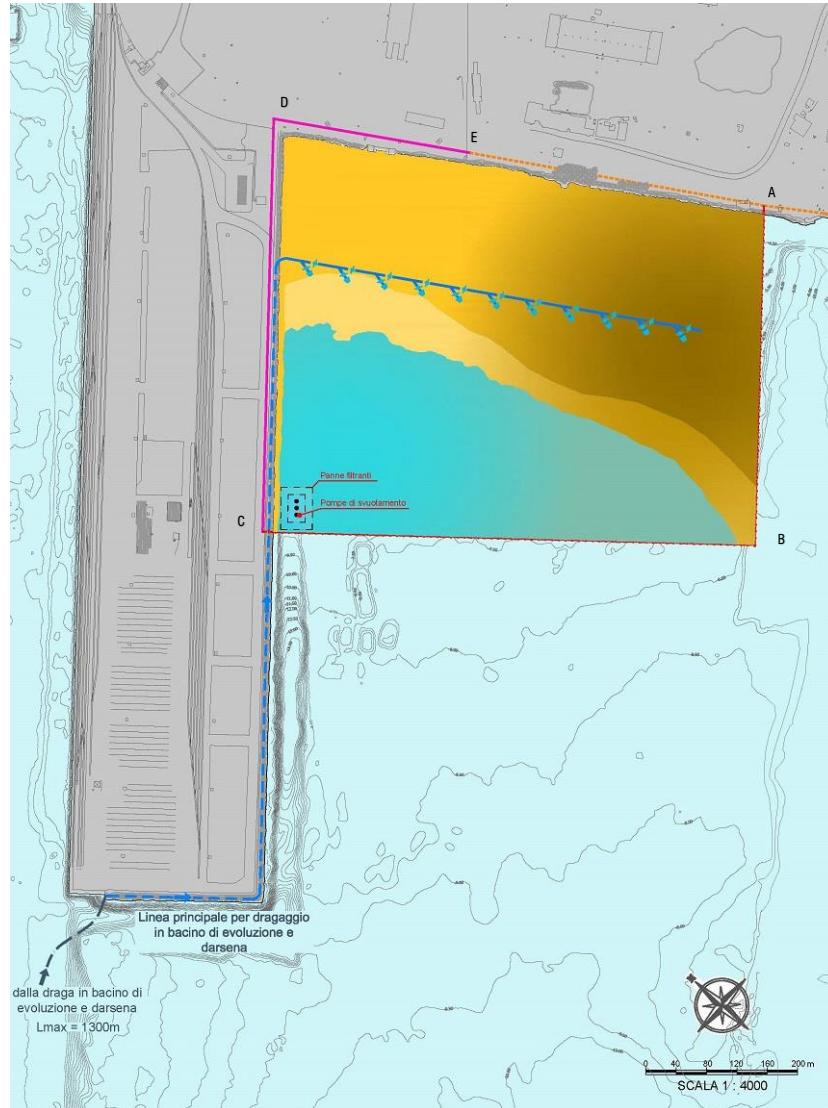 D
E
A
Panne filtranti
Pompe di svuotamento
C
B
Linea principale per dragaggio
in bacino di evoluzione e
darsena
dalla draga in bacino di
evoluzione e darsena
Lmax = 1300m
0 40 80 120 160 200 m
SCALA 1 : 4000